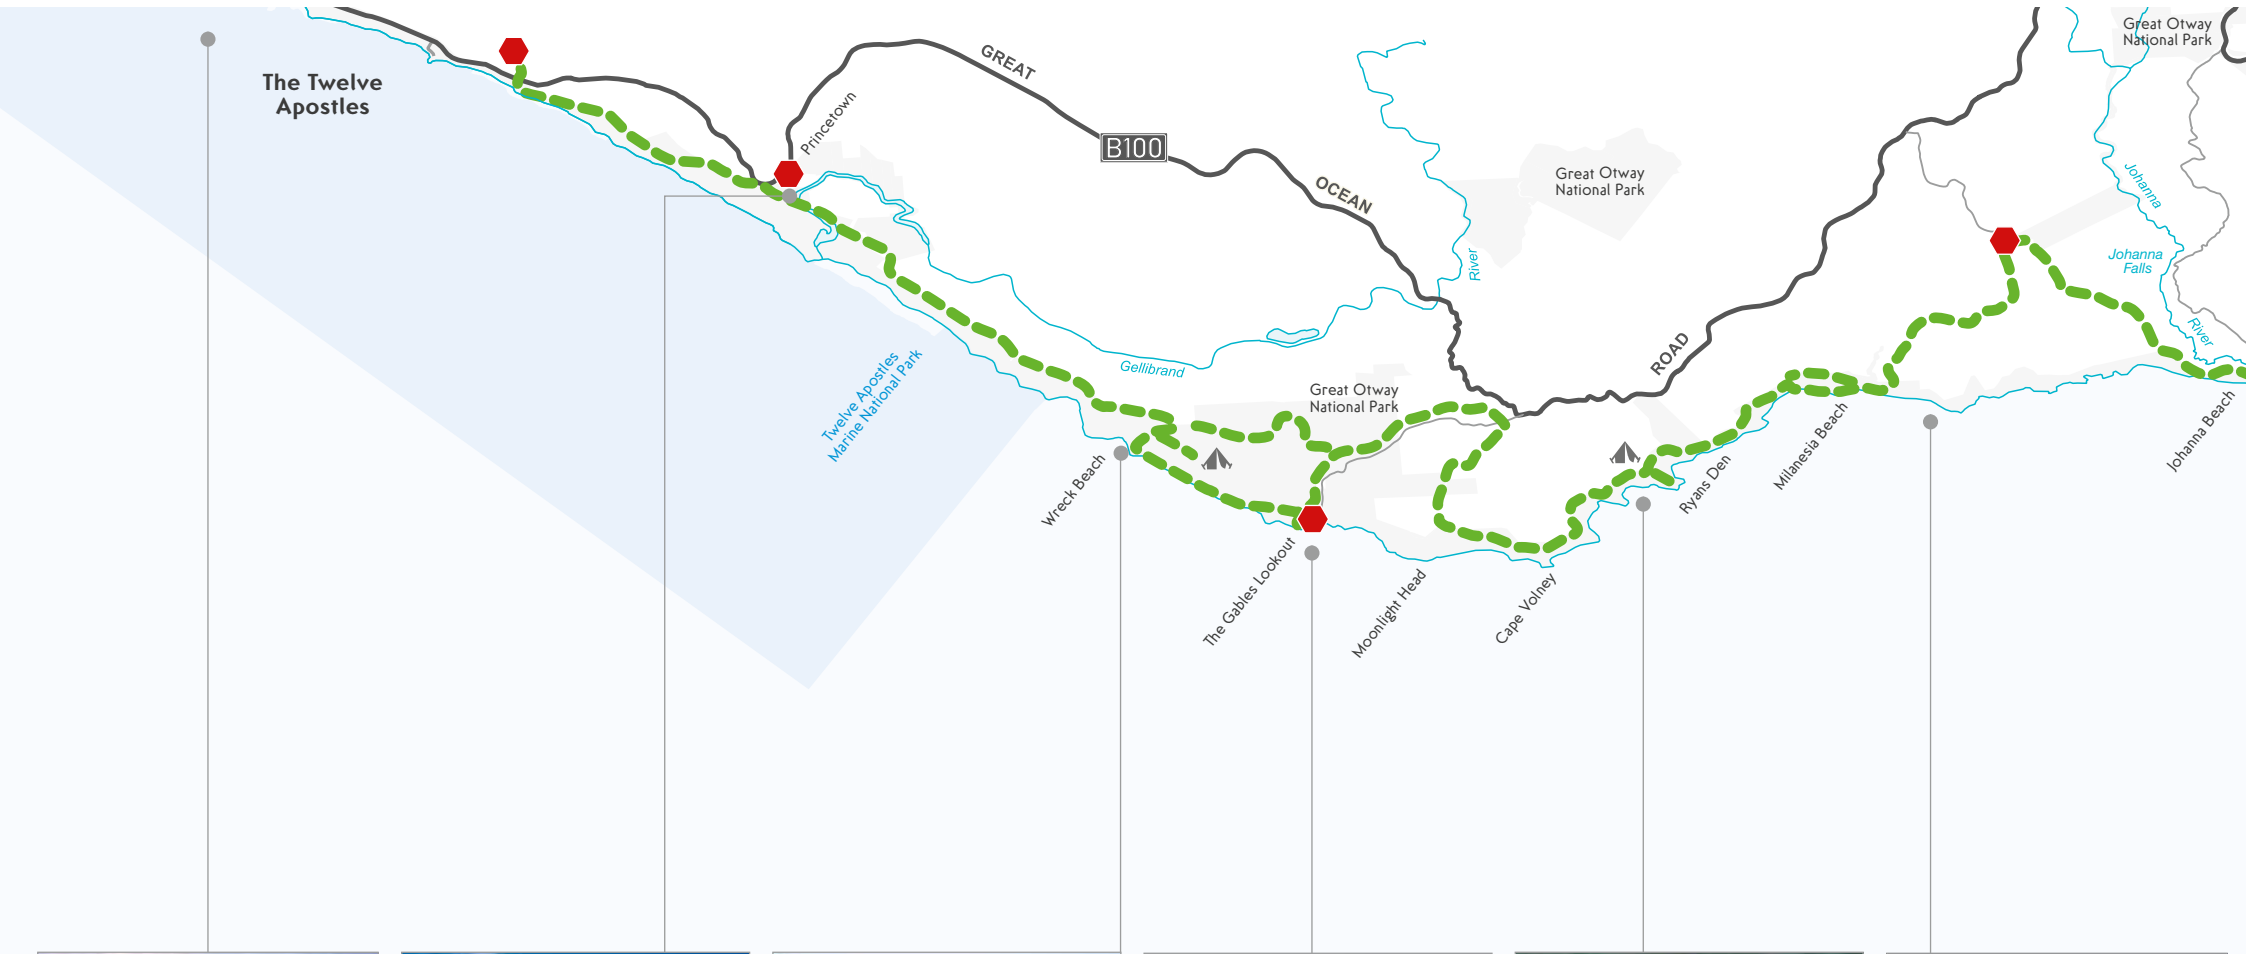 Great Otway
National Park
GREAT
The Twelve
Apostles
Princetown
B100
OCEAN
Great Otway
National Park
Johanna
River
Johanna
Falls
River
ROAD
Gellibrand
Twelve Apostles
Marine National Park
Great Otway
National Park
Wreck Beach
Ryans Den
Milanesia Beach
Johanna Beach
The Gables Lookout
Moonlight Head
Cape Volney